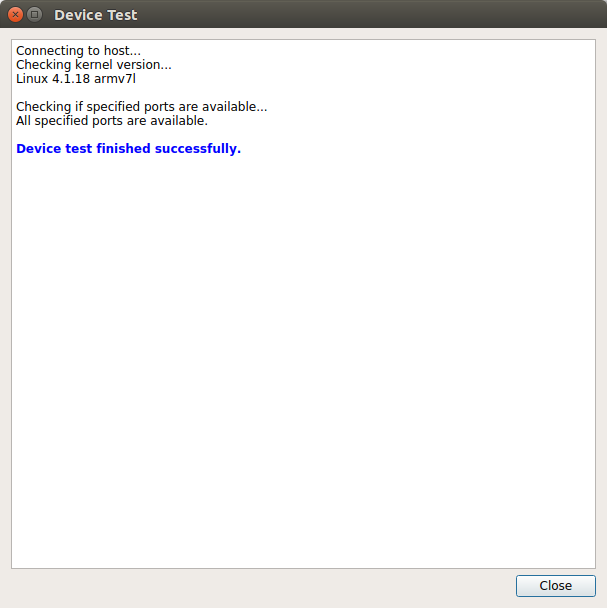 Device Test
Connecting to host...
Checking kernel version...
Linux 4.1.18 armv7l
Checking if specified ports are available...
All specified ports are available.
Device test finished successfully.
Close